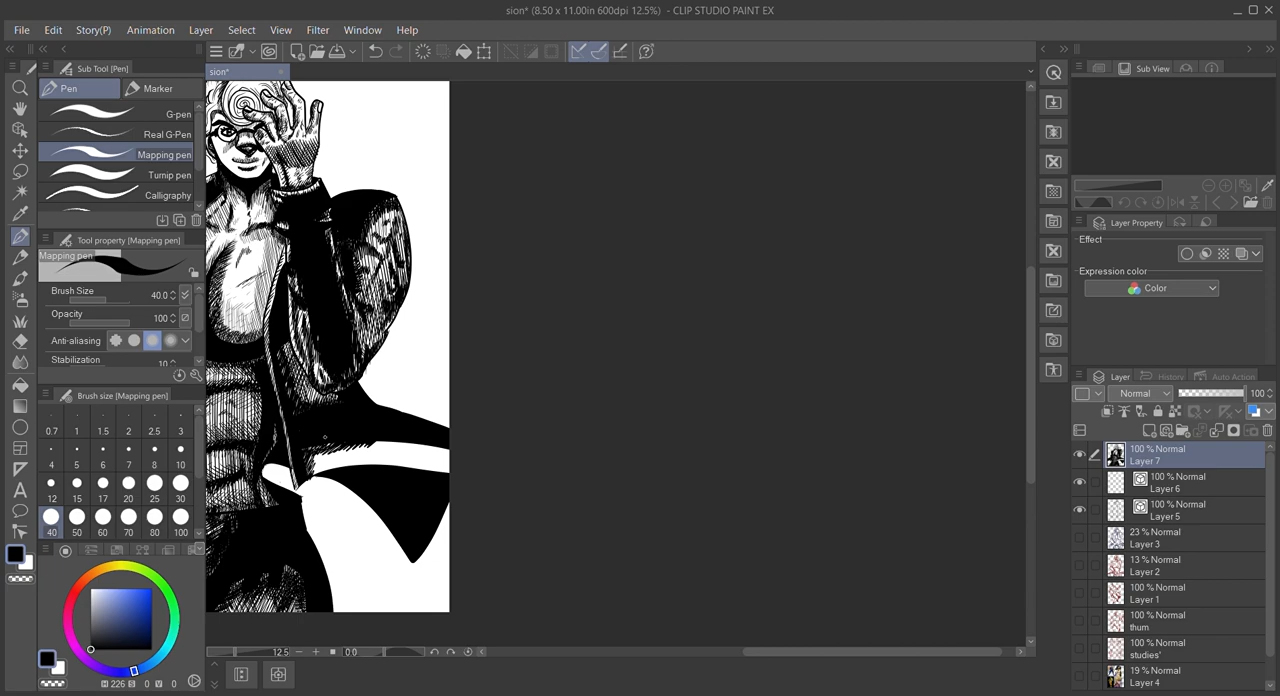 sion* (8.50 x 11.00in 600dpi 12.5%) - CLIP STUDIO PAINT EX
File Edit Story(P) Animation Layer Select View Filter Window Help
Sub Tool [Pen]
Pen Marker
G-pen
Real G-Pen
Mapping pen
Turnip pen
Calligraphy
Tool property [Mapping pen]
Mapping pen
Brush Size 40.0
Opacity 100
Anti-aliasing
Stabilization 10
Brush size [Mapping pen]
0.7 1 1.5 2 2.5 3
4 5 6 7 8 10
12 15 17 20 25 30
40 50 60 70 80 100
H 226 S 0 V 0
sion*
12.5 0.0
Sub View
Layer Property
Effect
Expression color
Color
Layer History Auto Action
Normal 100
100 % Normal
Layer 7
100 % Normal
Layer 6
100 % Normal
Layer 5
23 % Normal
Layer 3
13 % Normal
Layer 2
100 % Normal
Layer 1
100 % Normal
thum
100 % Normal
studies'
19 % Normal
Layer 4